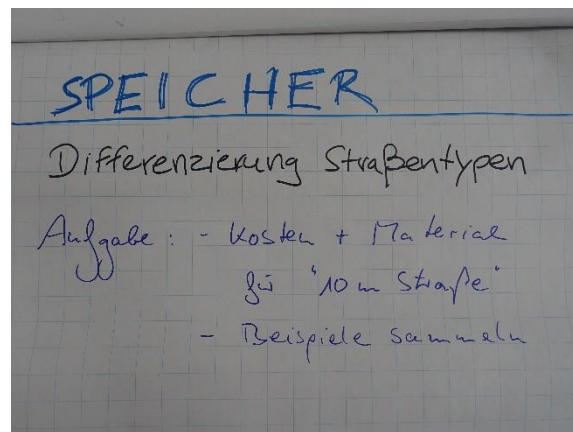 SPEICHER
Differenzierung Straßentypen
Aufgabe: - Kosten + Material
für "10 m Straße"
- Beispiele sammeln